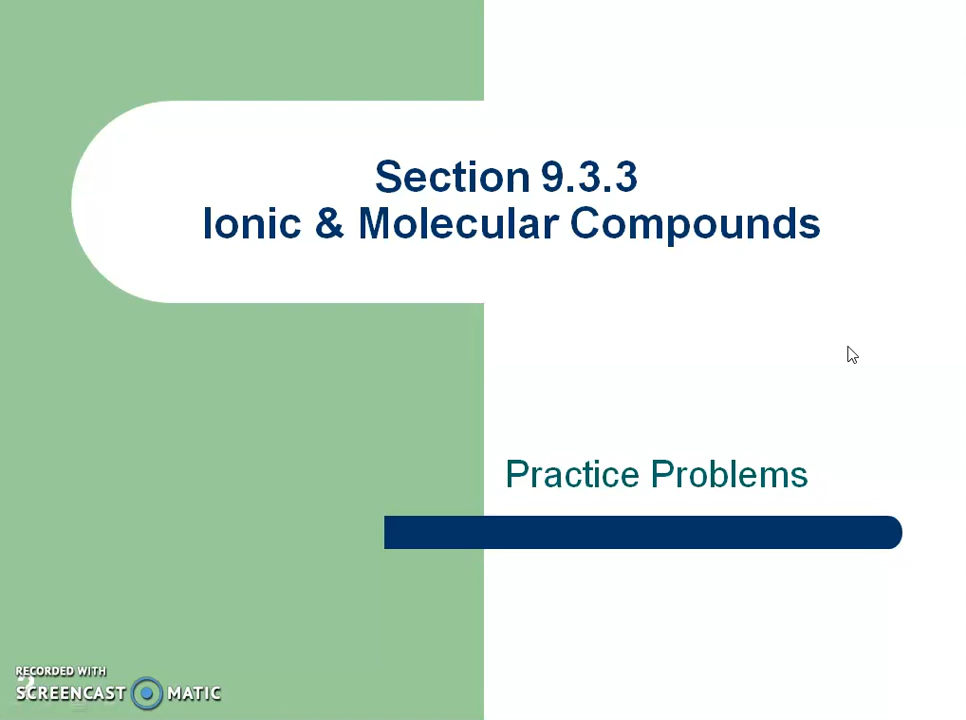 Section 9.3.3
Ionic & Molecular Compounds
Practice Problems
RECORDED WITH
SCREENCAST MATIC